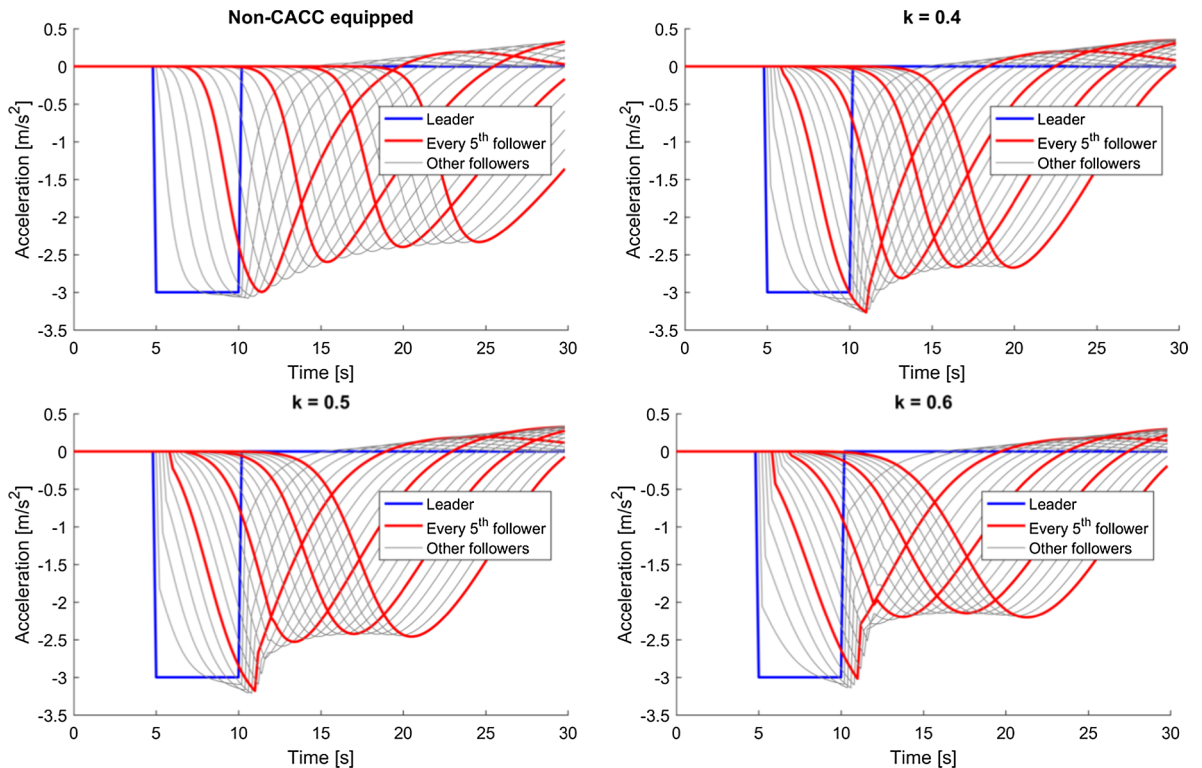 Non-CACC equipped
0.5
0
-0.5
-1
-1.5
-2
-2.5
-3
-3.5
Acceleration [m/s²]
Leader
Every 5th follower
Other followers
0 5 10 15 20 25 30
Time [s]
k = 0.4
0.5
0
-0.5
-1
-1.5
-2
-2.5
-3
-3.5
Acceleration [m/s²]
Leader
Every 5th follower
Other followers
0 5 10 15 20 25 30
Time [s]
k = 0.5
0.5
0
-0.5
-1
-1.5
-2
-2.5
-3
-3.5
Acceleration [m/s²]
Leader
Every 5th follower
Other followers
0 5 10 15 20 25 30
Time [s]
k = 0.6
0.5
0
-0.5
-1
-1.5
-2
-2.5
-3
-3.5
Acceleration [m/s²]
Leader
Every 5th follower
Other followers
0 5 10 15 20 25 30
Time [s]